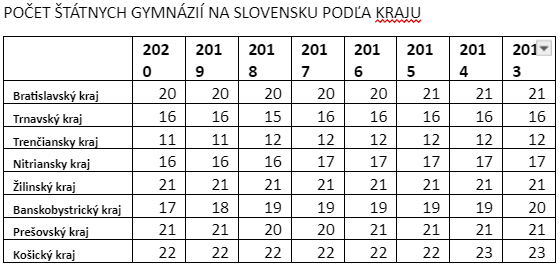 POČET ŠTÁTNYCH GYMNÁZIÍ NA SLOVENSKU PODĽA KRAJU
2020 2019 2018 2017 2016 2015 2014 2013
Bratislavský kraj 20 20 20 20 20 21 21 21
Trnavský kraj 16 16 15 16 16 16 16 16
Trenčiansky kraj 11 11 12 12 12 12 12 12
Nitriansky kraj 16 16 16 17 17 17 17 17
Žilinský kraj 21 21 21 21 21 21 21 21
Banskobystrický kraj 17 18 19 19 19 19 19 20
Prešovský kraj 21 21 20 20 21 21 21 21
Košický kraj 22 22 22 22 22 22 23 23